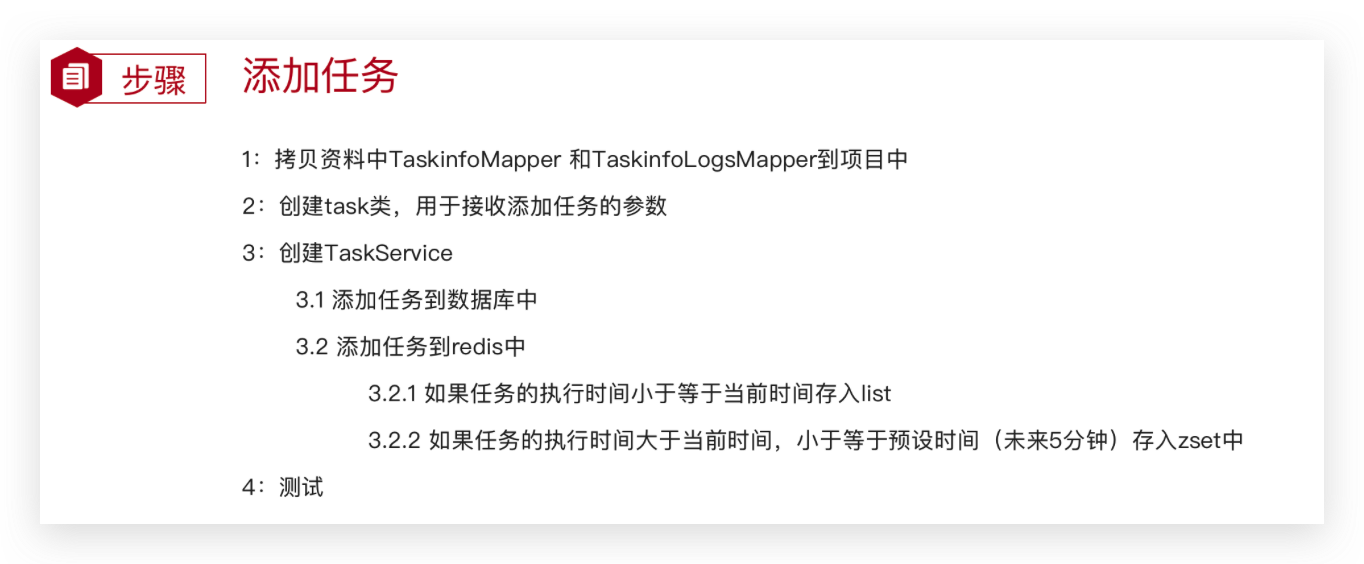 步骤 添加任务
1：拷贝资料中TaskinfoMapper 和TaskinfoLogsMapper到项目中
2：创建task类，用于接收添加任务的参数
3：创建TaskService
3.1 添加任务到数据库中
3.2 添加任务到redis中
3.2.1 如果任务的执行时间小于等于当前时间存入list
3.2.2 如果任务的执行时间大于当前时间，小于等于预设时间（未来5分钟）存入zset中
4：测试